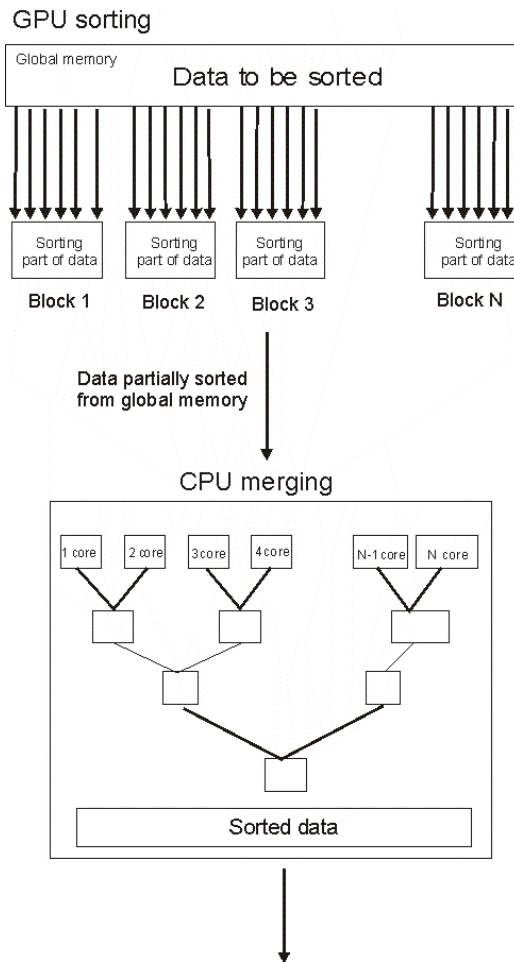 GPU sorting
Global memory
Data to be sorted
Sorting
part of data
Sorting
part of data
Sorting
part of data
Sorting
part of data
Block 1
Block 2
Block 3
Block N
Data partially sorted
from global memory
CPU merging
1 core
2 core
3 core
4 core
N-1 core
N core
Sorted data